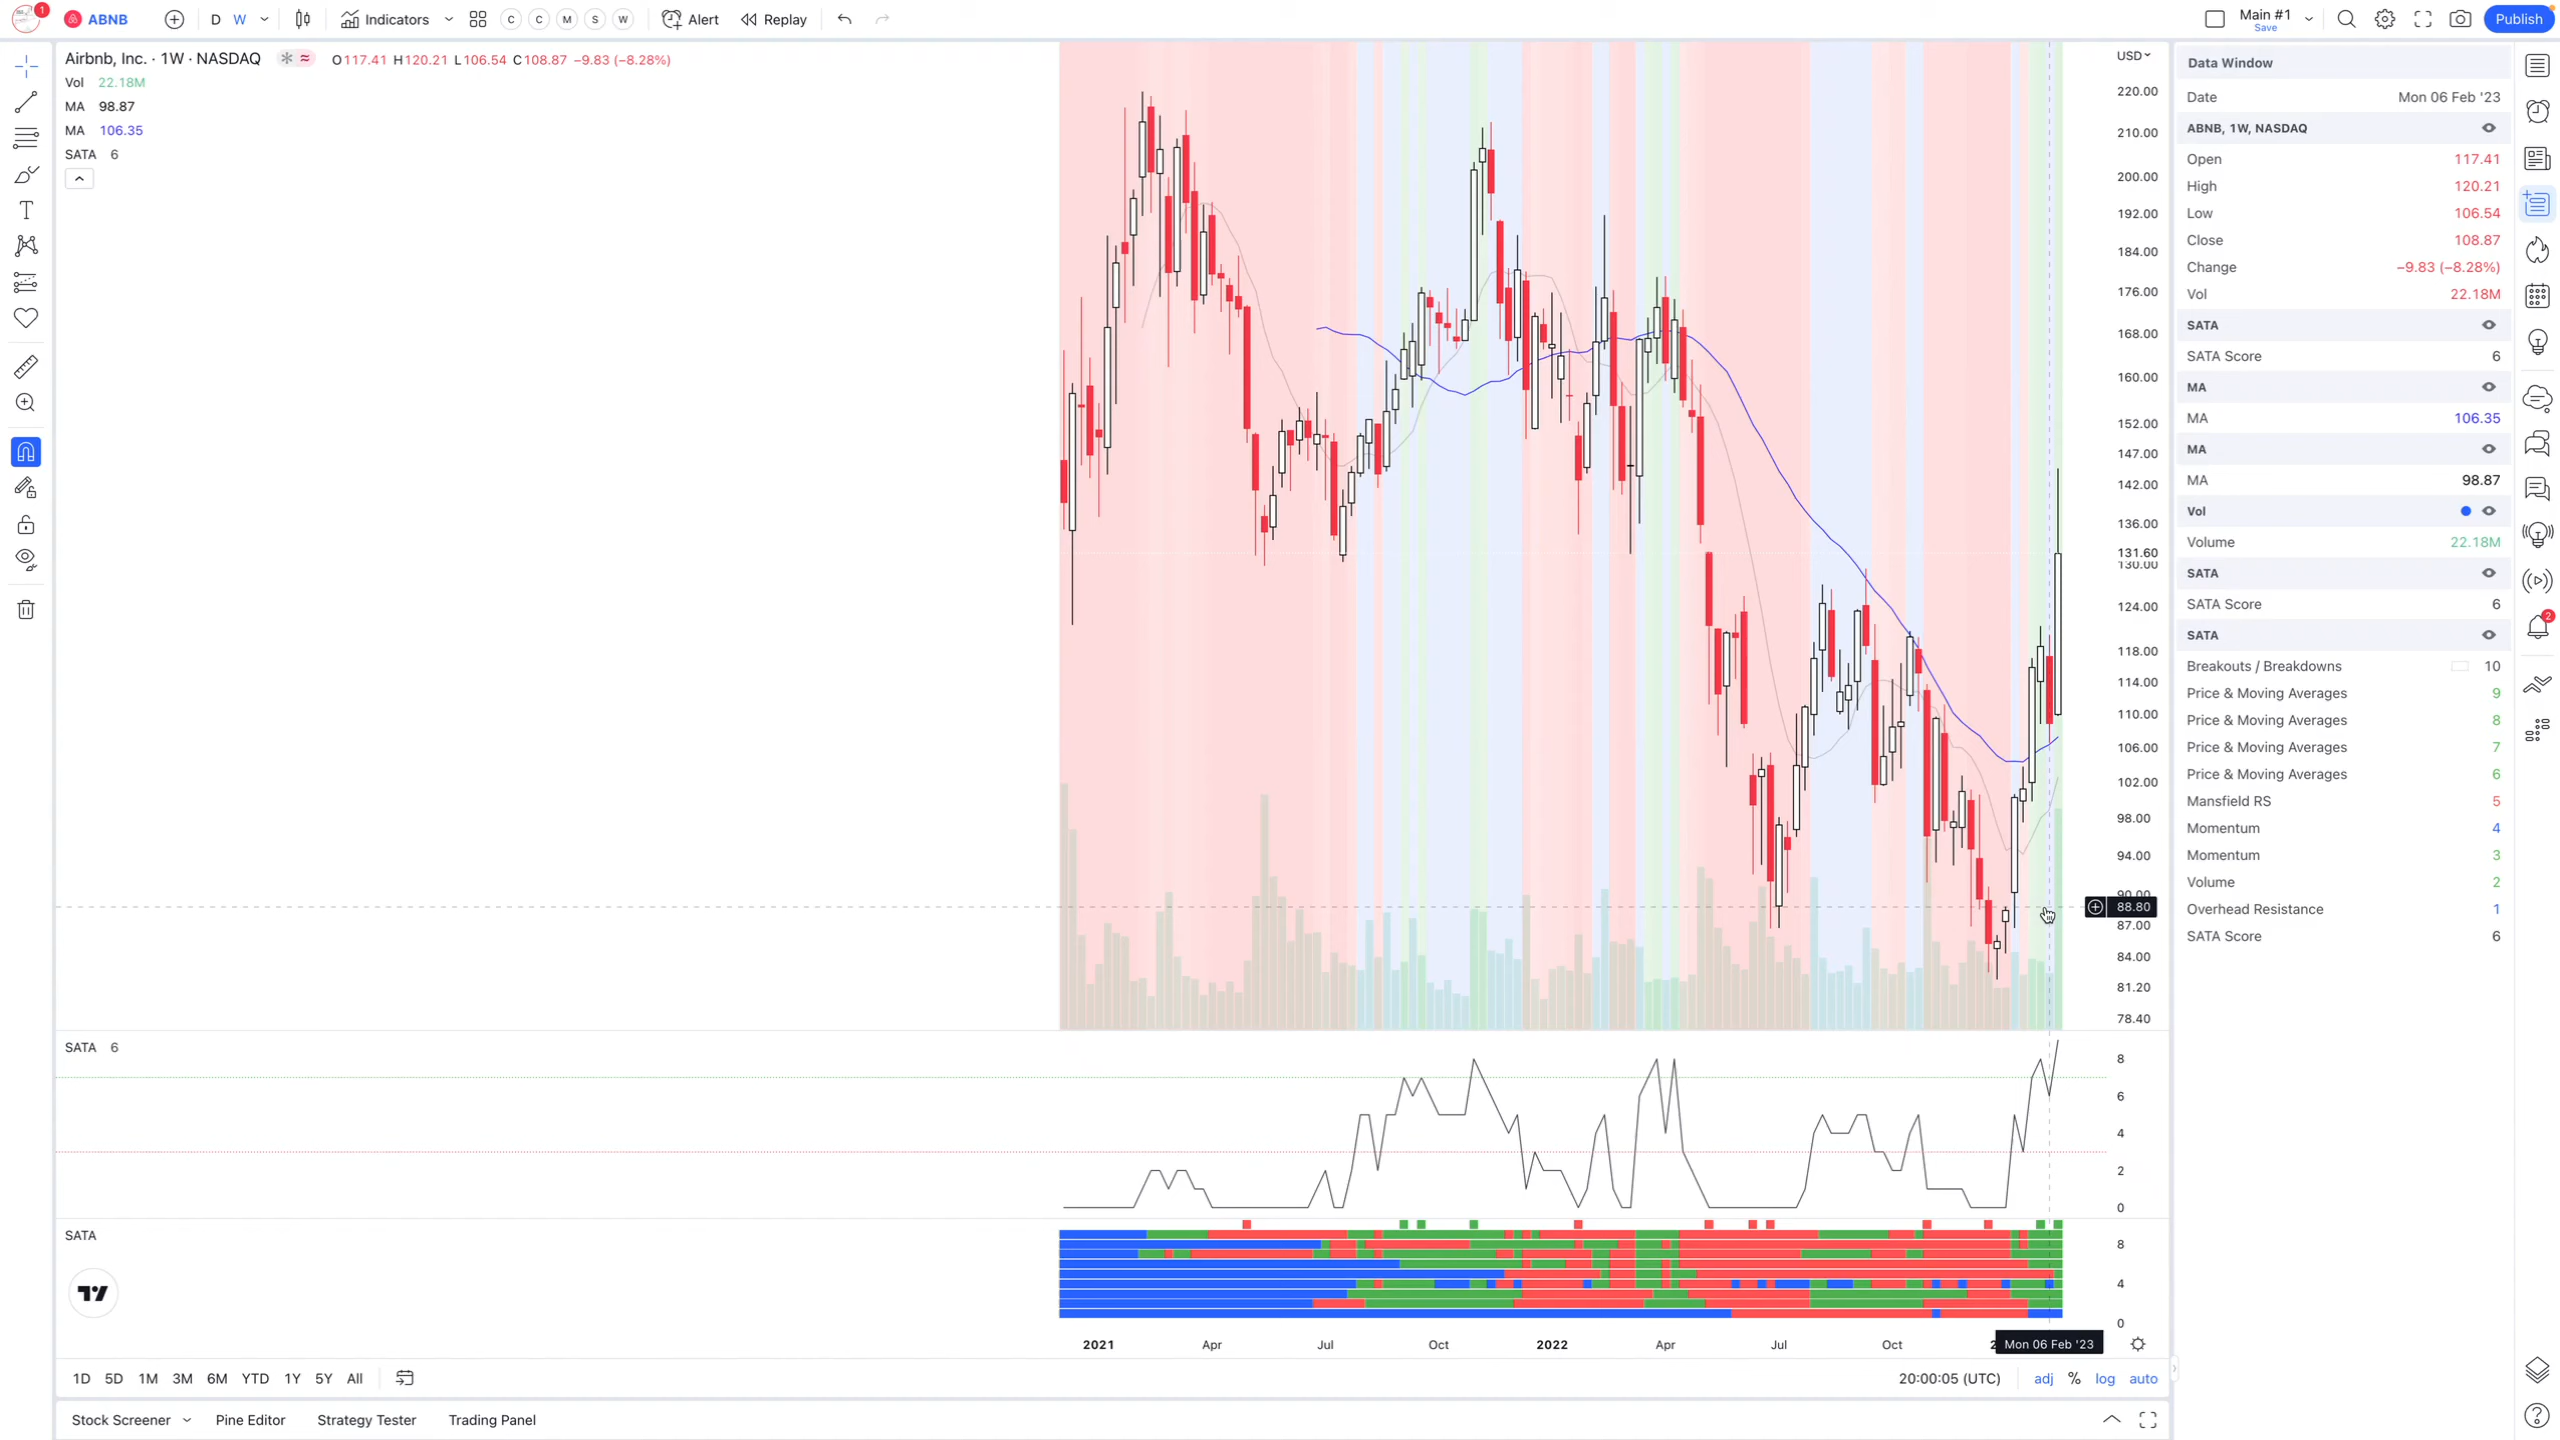 1
ABNB
D W
Indicators
C C M S W
Alert
Replay
Main #1
Save
Publish
Airbnb, Inc. · 1W · NASDAQ
O117.41 H120.21 L106.54 C108.87 −9.83 (−8.28%)
Vol 22.18M
MA 98.87
MA 106.35
SATA 6
USD
220.00
210.00
200.00
192.00
184.00
176.00
168.00
160.00
152.00
147.00
142.00
136.00
131.60
130.00
124.00
118.00
114.00
110.00
106.00
102.00
98.00
94.00
90.00
88.80
87.00
84.00
81.20
78.40
SATA 6
8
6
4
2
0
SATA
8
4
0
2021 Apr Jul Oct 2022 Apr Jul Oct Mon 06 Feb '23
1D 5D 1M 3M 6M YTD 1Y 5Y All
20:00:05 (UTC) adj % log auto
Stock Screener Pine Editor Strategy Tester Trading Panel
Data Window
Date Mon 06 Feb '23
ABNB, 1W, NASDAQ
Open 117.41
High 120.21
Low 106.54
Close 108.87
Change −9.83 (−8.28%)
Vol 22.18M
SATA
SATA Score 6
MA
MA 106.35
MA
MA 98.87
Vol
Volume 22.18M
SATA
SATA Score 6
SATA
Breakouts / Breakdowns 10
Price & Moving Averages 9
Price & Moving Averages 8
Price & Moving Averages 7
Price & Moving Averages 6
Mansfield RS 5
Momentum 4
Momentum 3
Volume 2
Overhead Resistance 1
SATA Score 6
2